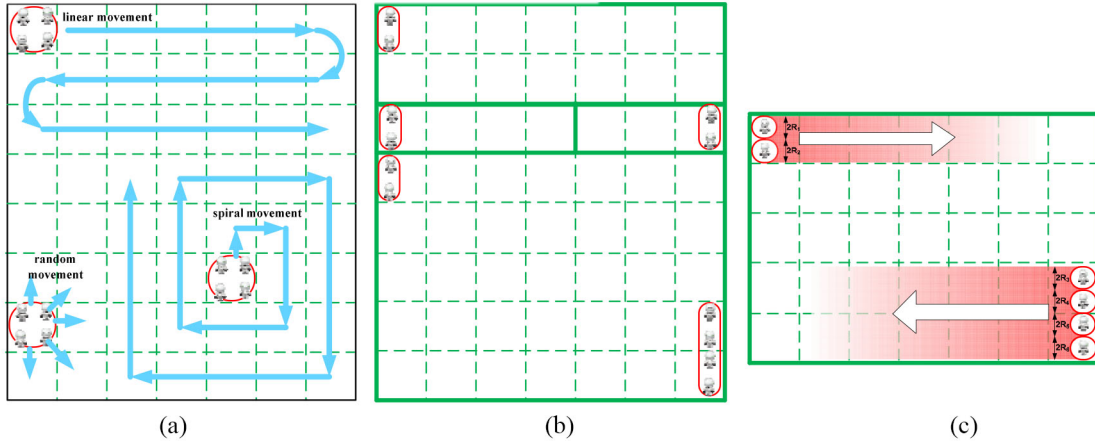 linear movement
spiral movement
random
movement
2R₁
2R₂
2R₃
2R₄
2R₅
2R₆
(a)
(b)
(c)